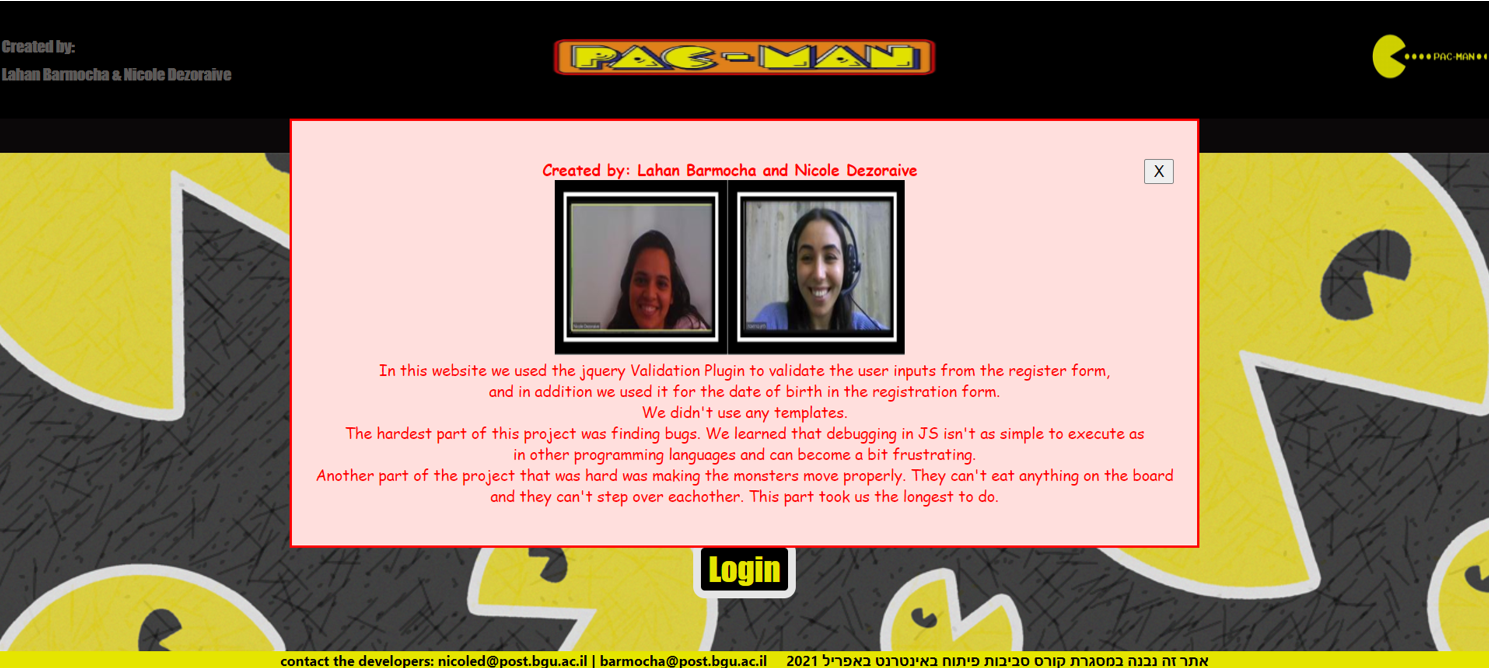 Created by:
Lahan Barmocha & Nicole Dezoraive
PAC-MAN
PAC-MAN
Created by: Lahan Barmocha and Nicole Dezoraive
X
In this website we used the jquery Validation Plugin to validate the user inputs from the register form,
and in addition we used it for the date of birth in the registration form.
We didn't use any templates.
The hardest part of this project was finding bugs. We learned that debugging in JS isn't as simple to execute as
in other programming languages and can become a bit frustrating.
Another part of the project that was hard was making the monsters move properly. They can't eat anything on the board
and they can't step over eachother. This part took us the longest to do.
Login
contact the developers: nicoled@post.bgu.ac.il | barmocha@post.bgu.ac.il אתר זה נבנה במסגרת קורס סביבות פיתוח באינטרנט באפריל 2021